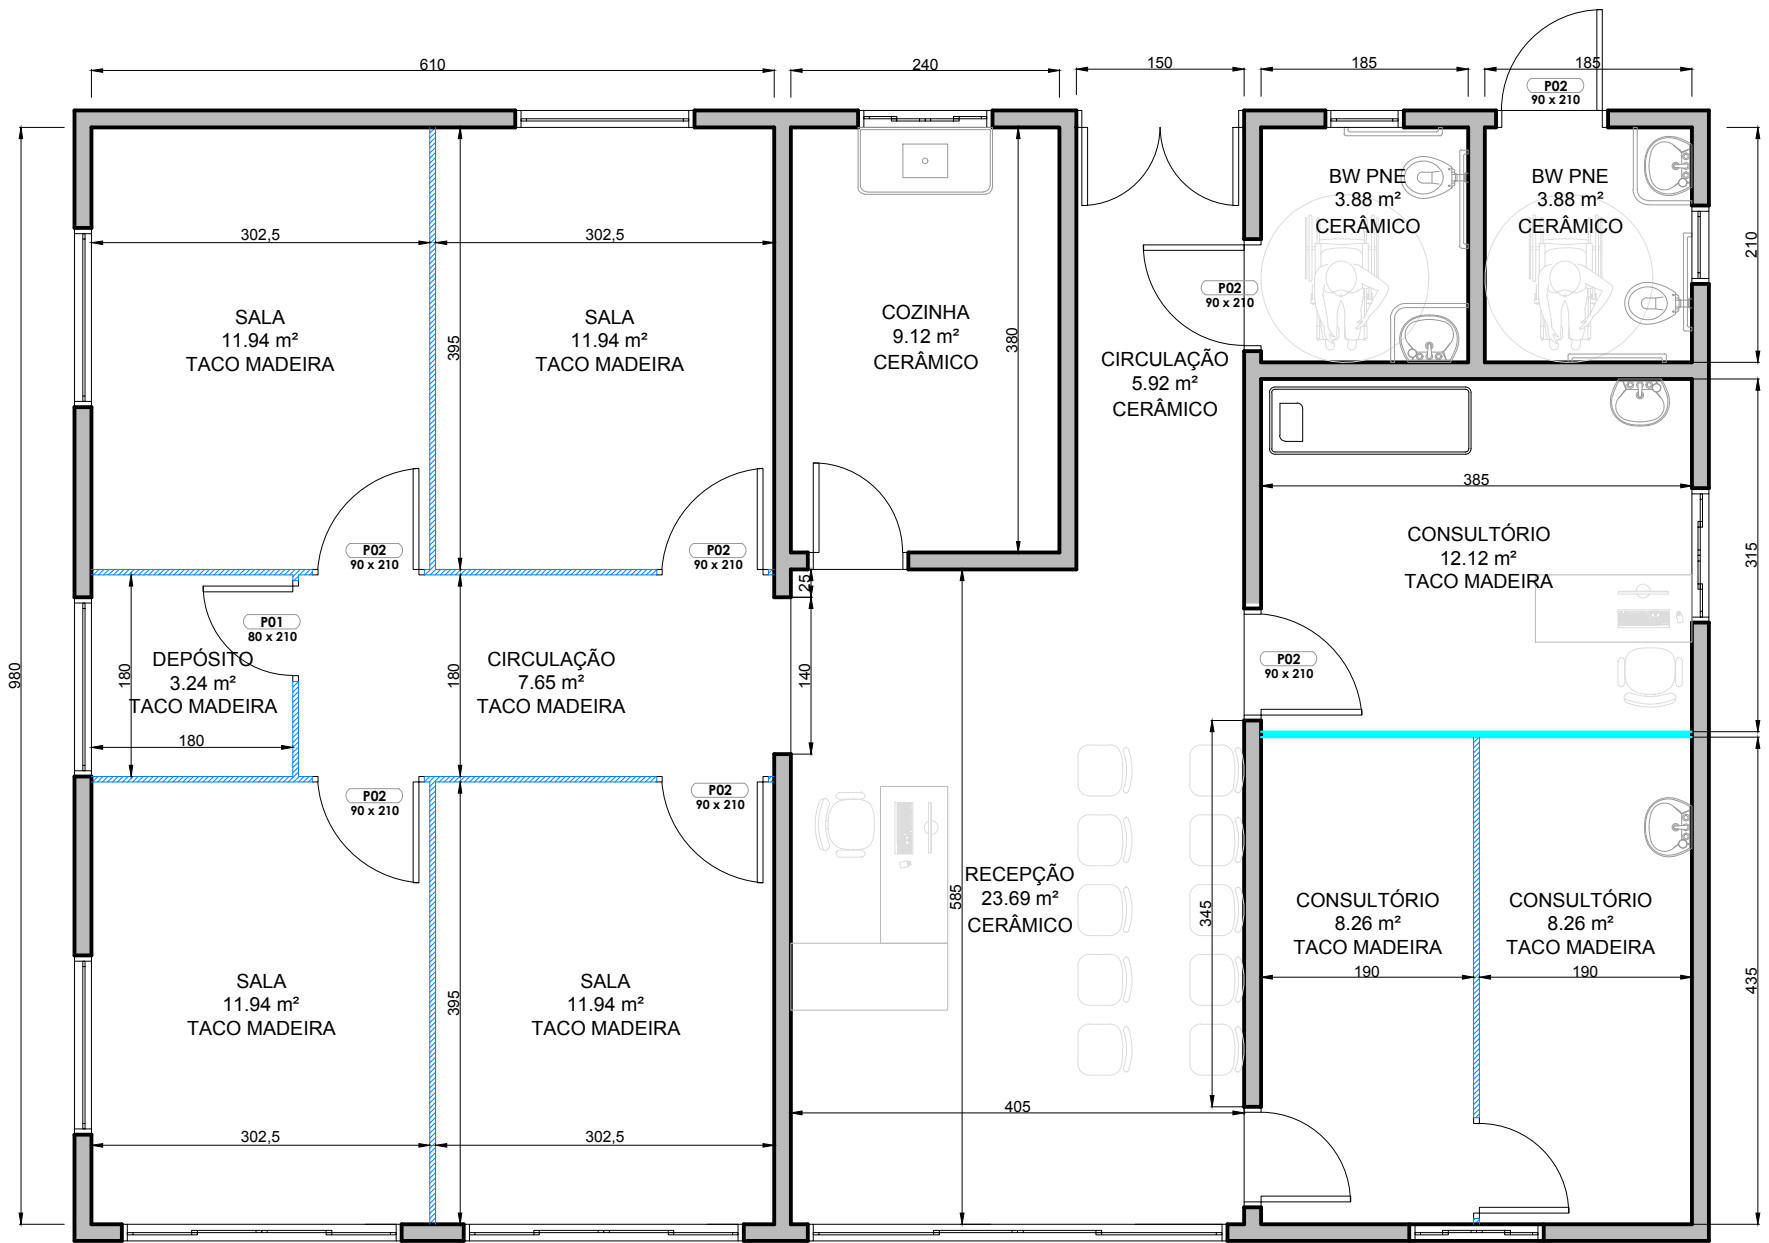 610
240
150
185
185
P02
90 x 210
BW PNE
3.88 m²
CERÂMICO
BW PNE
3.88 m²
CERÂMICO
210
302,5
302,5
P02
90 x 210
SALA
11.94 m²
TACO MADEIRA
395
SALA
11.94 m²
TACO MADEIRA
COZINHA
9.12 m²
CERÂMICO
380
CIRCULAÇÃO
5.92 m²
CERÂMICO
385
CONSULTÓRIO
12.12 m²
TACO MADEIRA
315
P02
90 x 210
P02
90 x 210
25
P01
80 x 210
980
DEPÓSITO
3.24 m²
TACO MADEIRA
180
180
180
CIRCULAÇÃO
7.65 m²
TACO MADEIRA
140
P02
90 x 210
P02
90 x 210
P02
90 x 210
RECEPÇÃO
23.69 m²
CERÂMICO
585
345
CONSULTÓRIO
8.26 m²
TACO MADEIRA
190
CONSULTÓRIO
8.26 m²
TACO MADEIRA
190
435
SALA
11.94 m²
TACO MADEIRA
395
SALA
11.94 m²
TACO MADEIRA
405
302,5
302,5